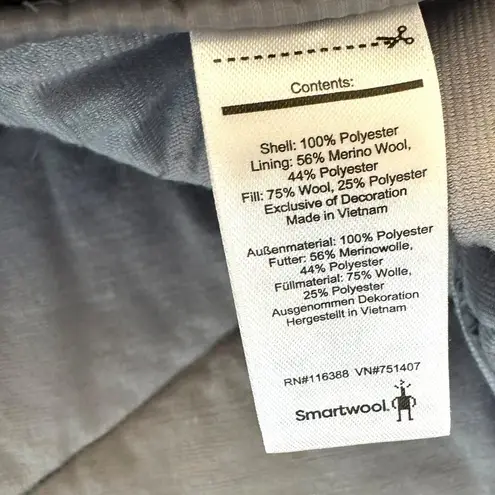 Contents:
Shell: 100% Polyester
Lining: 56% Merino Wool,
44% Polyester
Fill: 75% Wool, 25% Polyester
Exclusive of Decoration
Made in Vietnam
Außenmaterial: 100% Polyester
Futter: 56% Merinowolle,
44% Polyester
Füllmaterial: 75% Wolle,
25% Polyester
Ausgenommen Dekoration
Hergestellt in Vietnam
RN#116388 VN#751407
Smartwool.